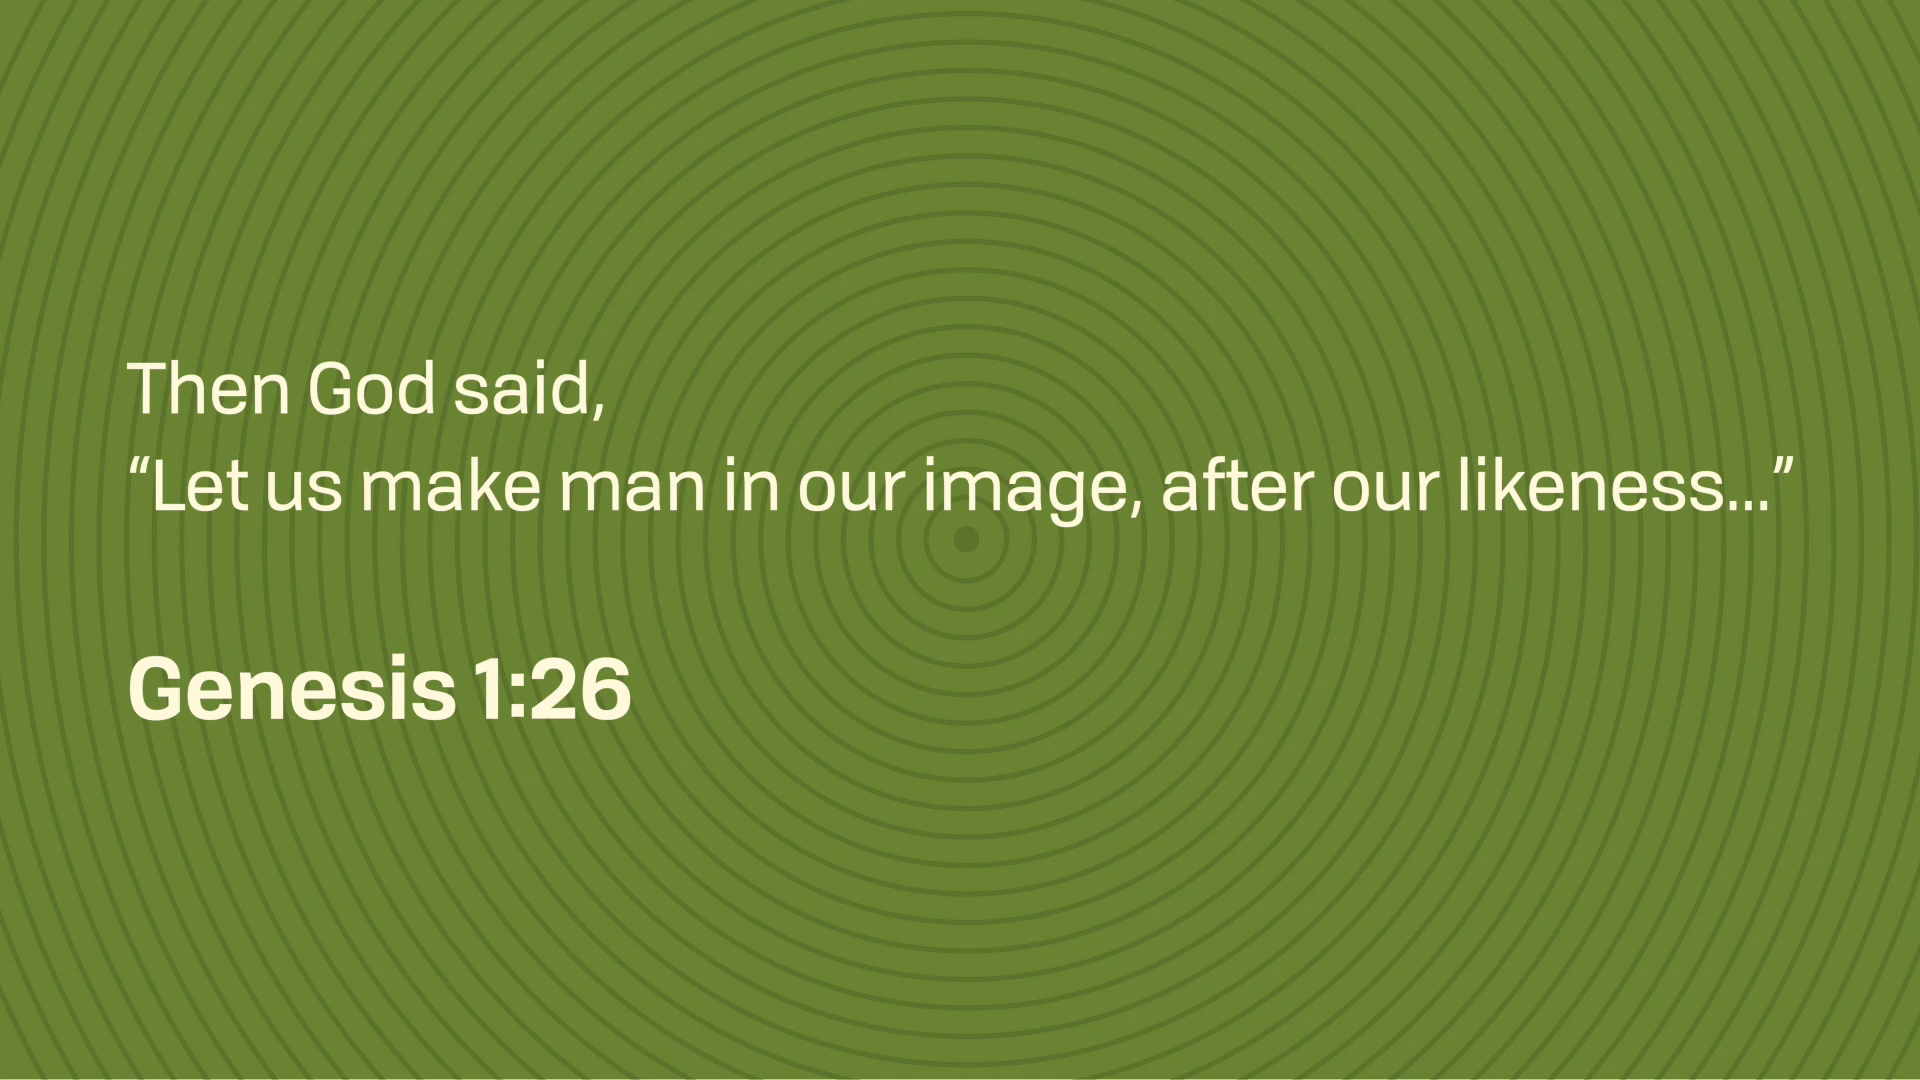 Then God said,
“Let us make man in our image, after our likeness...”
Genesis 1:26